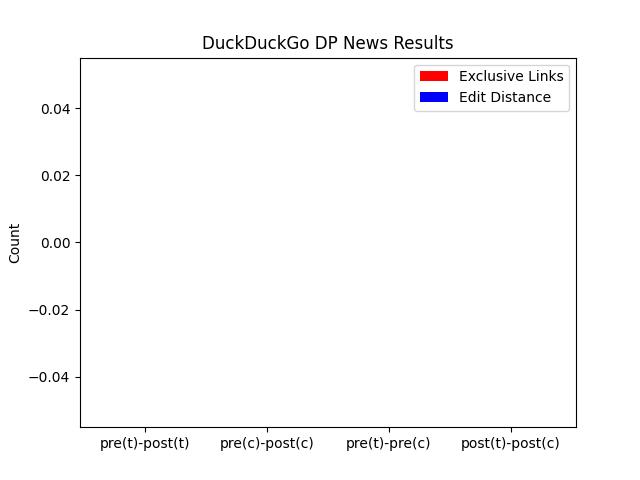 DuckDuckGo DP News Results
Exclusive Links
Edit Distance
Count
0.04
0.02
0.00
−0.02
−0.04
pre(t)-post(t) pre(c)-post(c) pre(t)-pre(c) post(t)-post(c)